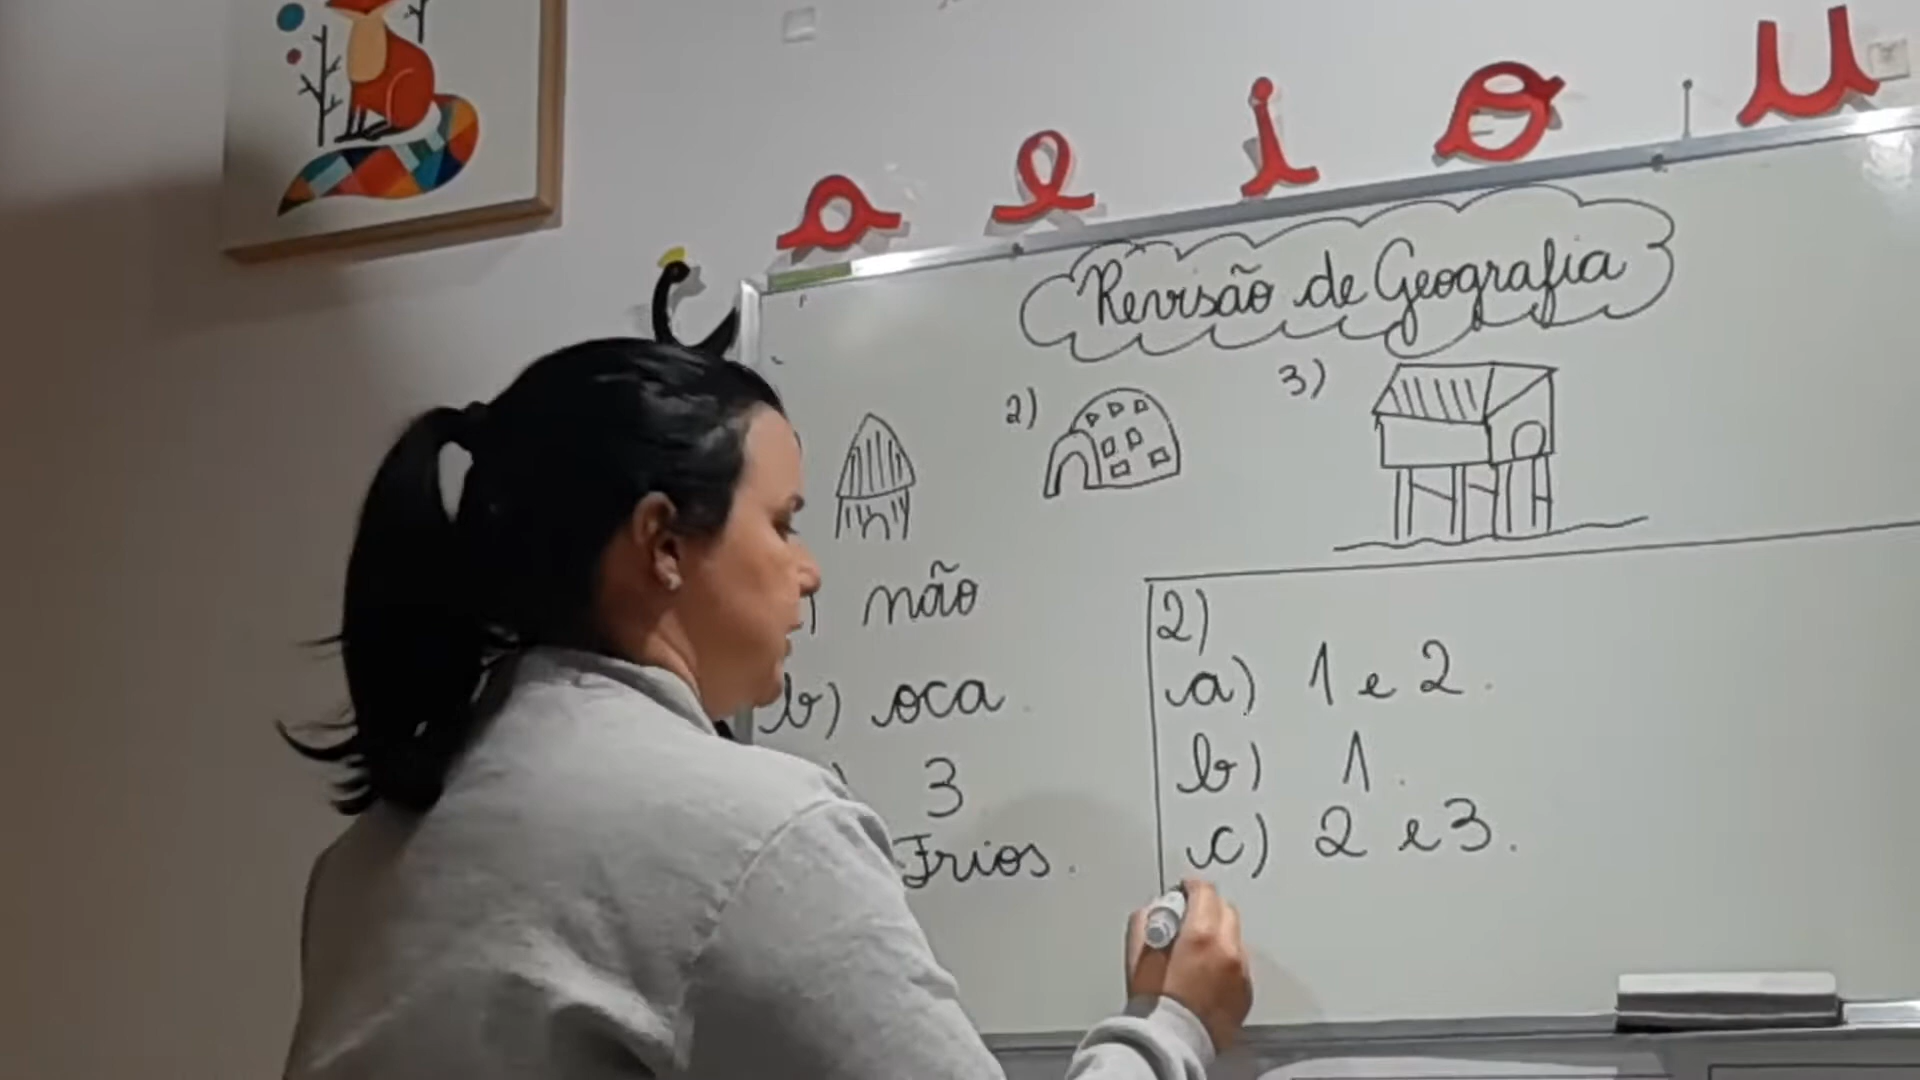 a e i o u
Revisão de Geografia
2)
3)
) não
b) oca.
) 3
Frios.
2)
a) 1 e 2.
b) 1.
c) 2 e 3.